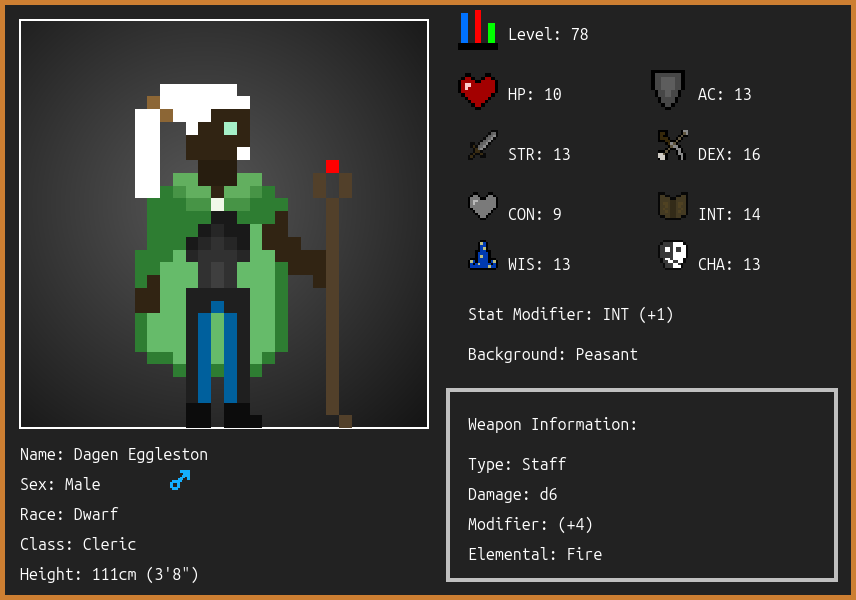 Level: 78
HP: 10
AC: 13
STR: 13
DEX: 16
CON: 9
INT: 14
WIS: 13
CHA: 13
Stat Modifier: INT (+1)
Background: Peasant
Weapon Information:
Type: Staff
Damage: d6
Modifier: (+4)
Elemental: Fire
Name: Dagen Eggleston
Sex: Male
Race: Dwarf
Class: Cleric
Height: 111cm (3'8")